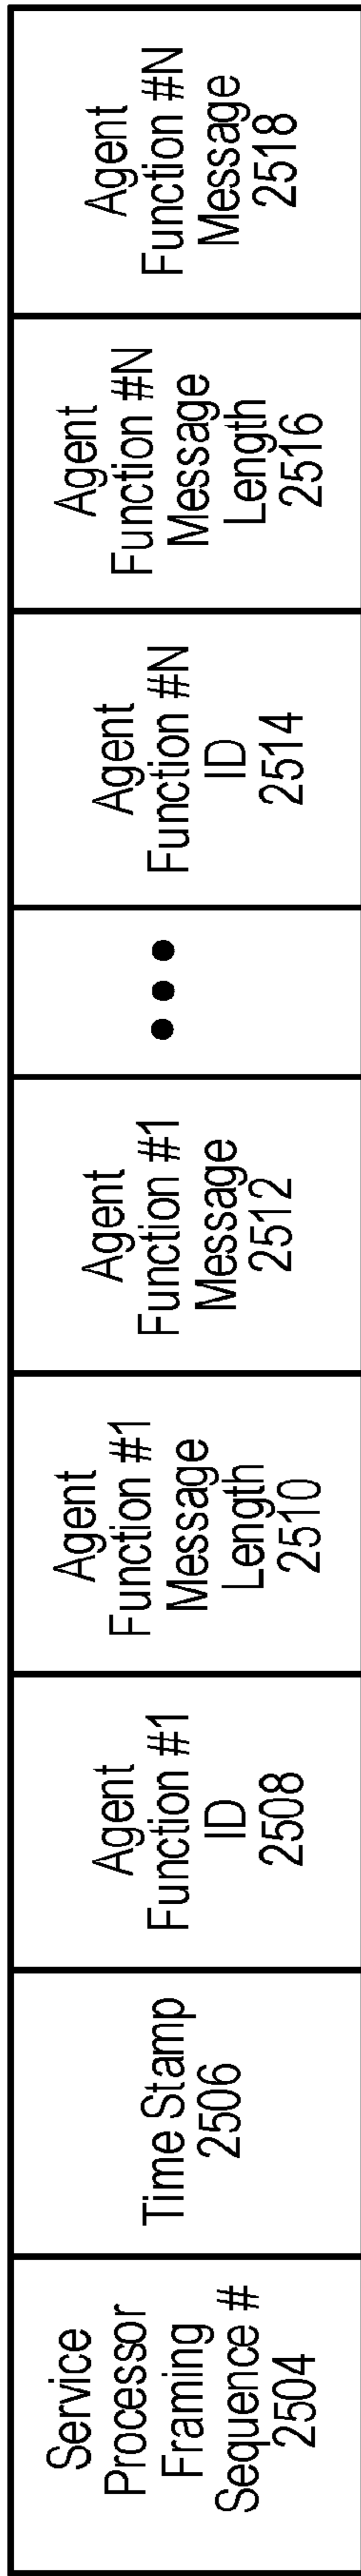 Service
Processor
Framing
Sequence #
2504
Time Stamp
2506
Agent
Function #1
ID
2508
Agent
Function #1
Message
Length
2510
Agent
Function #1
Message
2512
•••
Agent
Function #N
ID
2514
Agent
Function #N
Message
Length
2516
Agent
Function #N
Message
2518